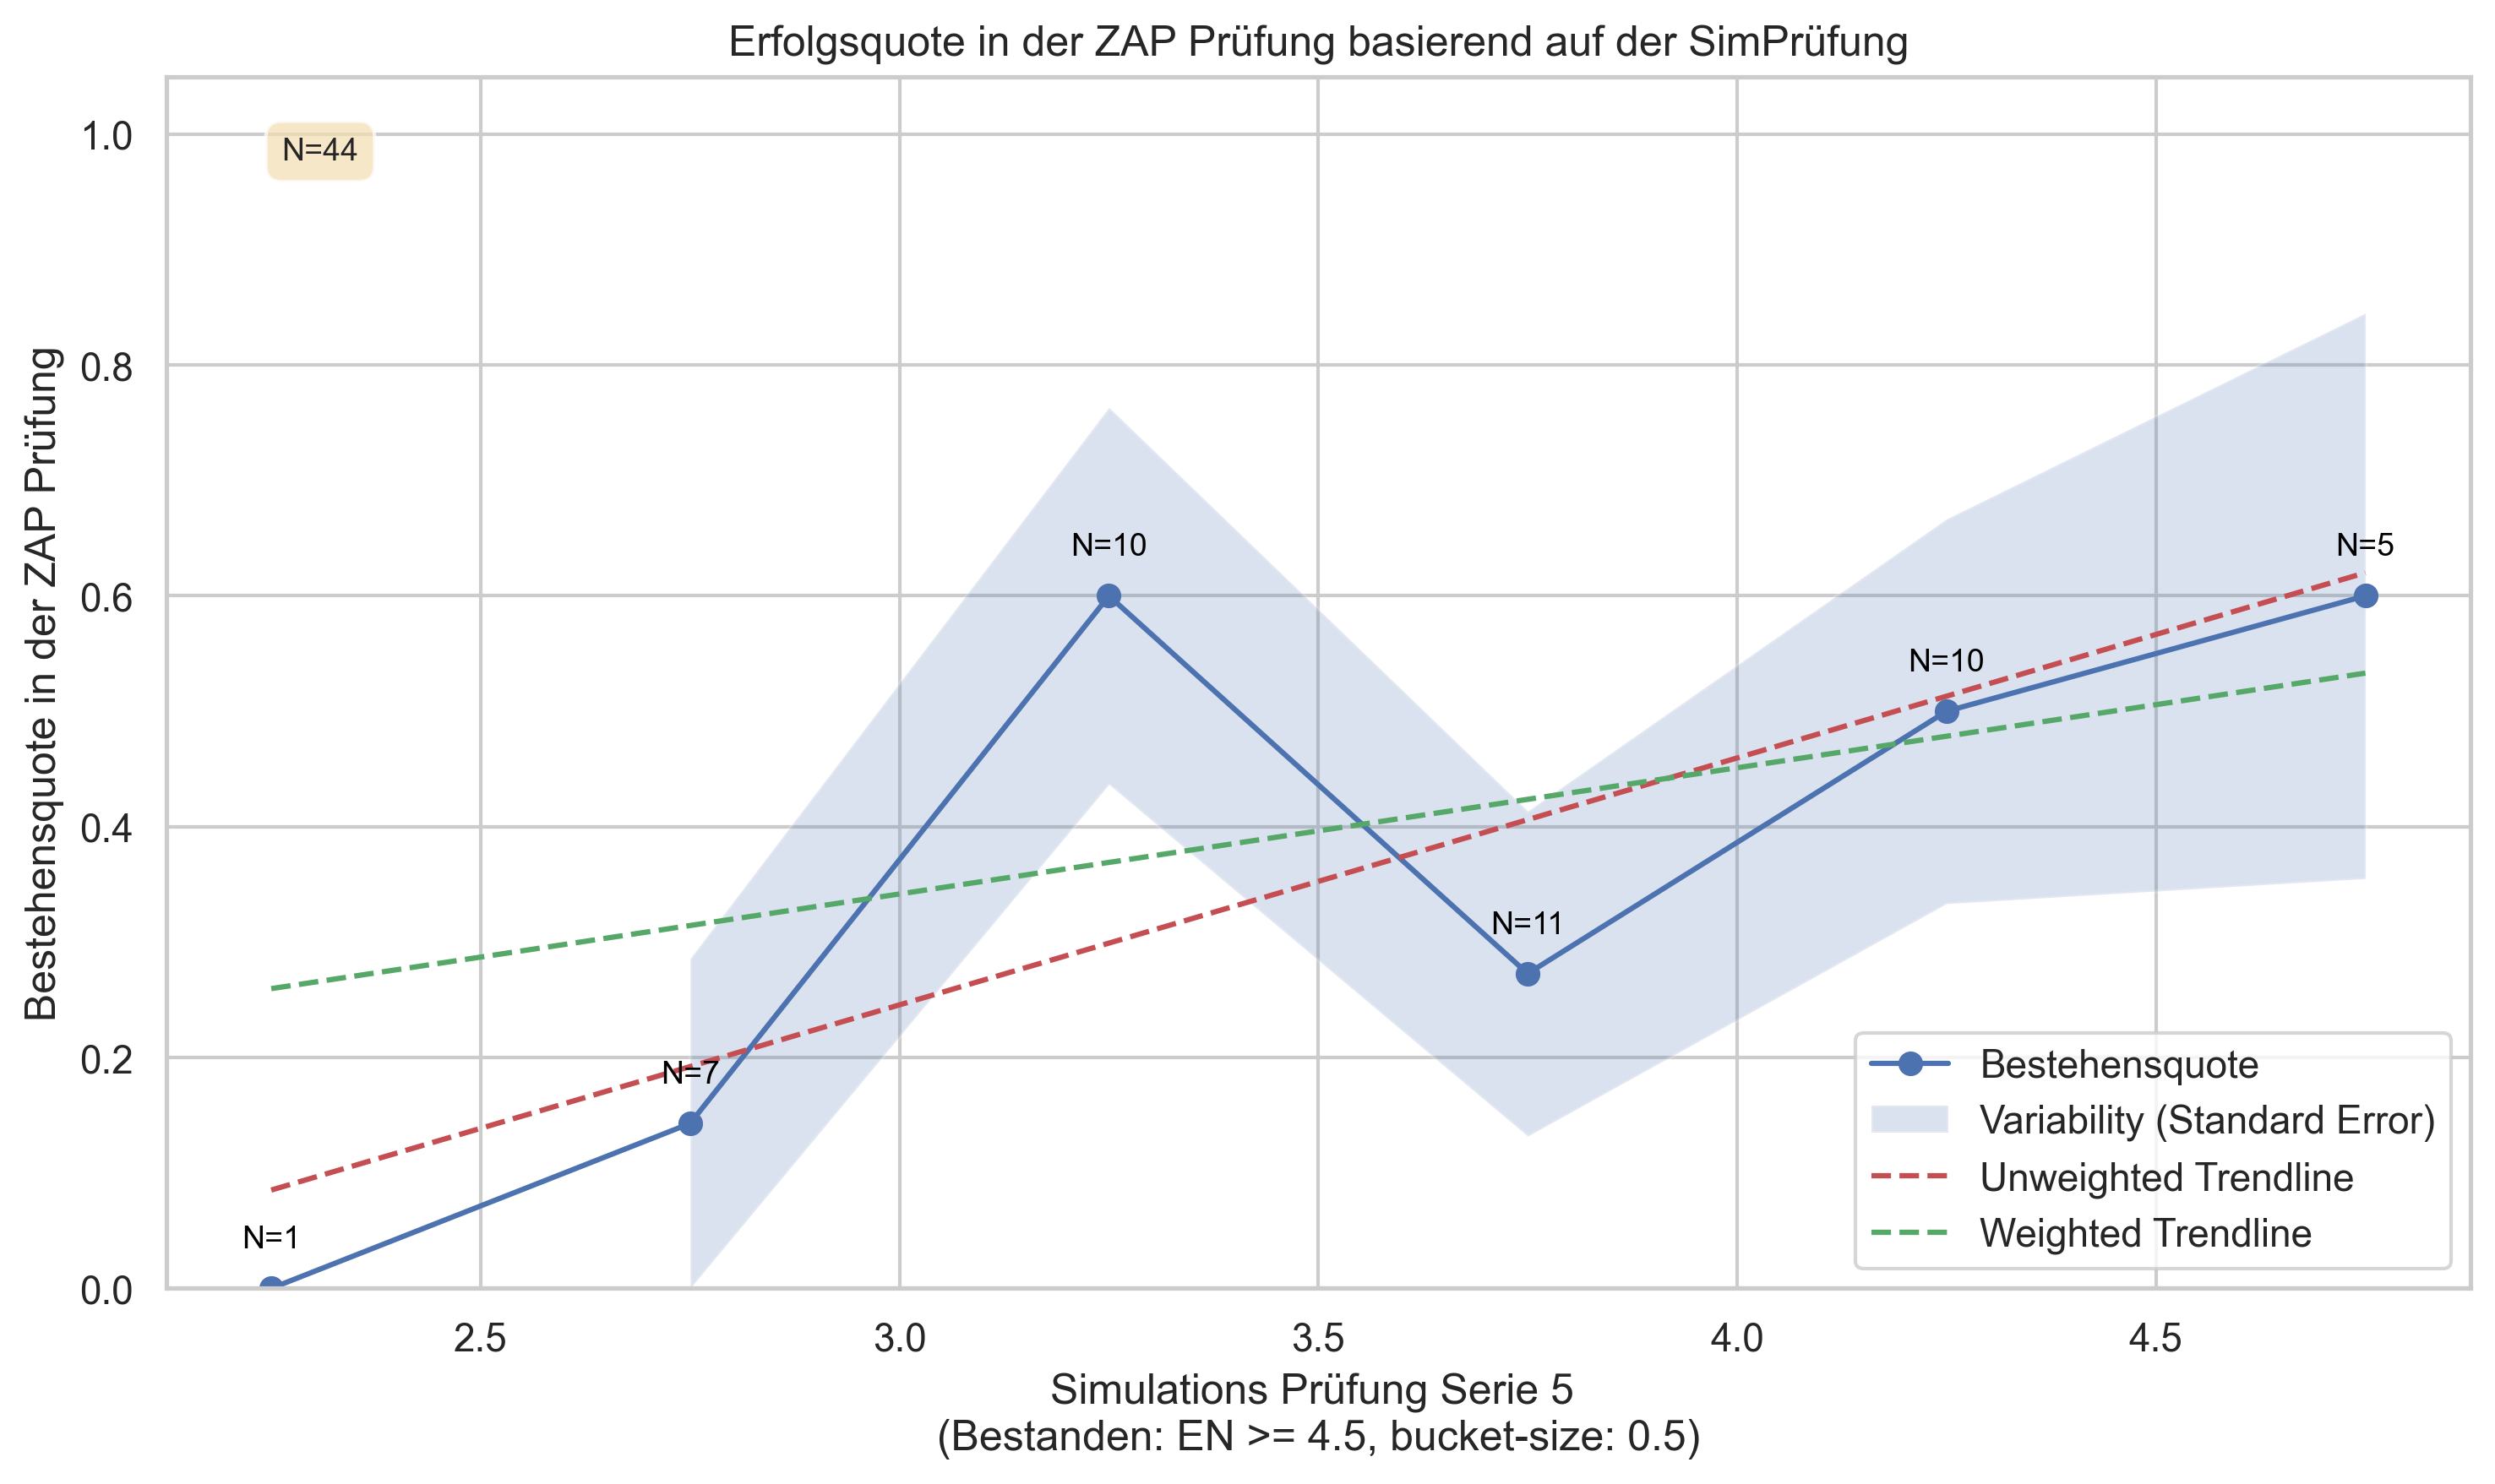 Erfolgsquote in der ZAP Prüfung basierend auf der SimPrüfung
Bestehensquote in der ZAP Prüfung
1.0
0.8
0.6
0.4
0.2
0.0
N=44
N=1
N=7
N=10
N=11
N=10
N=5
Bestehensquote
Variability (Standard Error)
Unweighted Trendline
Weighted Trendline
2.5
3.0
3.5
4.0
4.5
Simulations Prüfung Serie 5
(Bestanden: EN >= 4.5, bucket-size: 0.5)